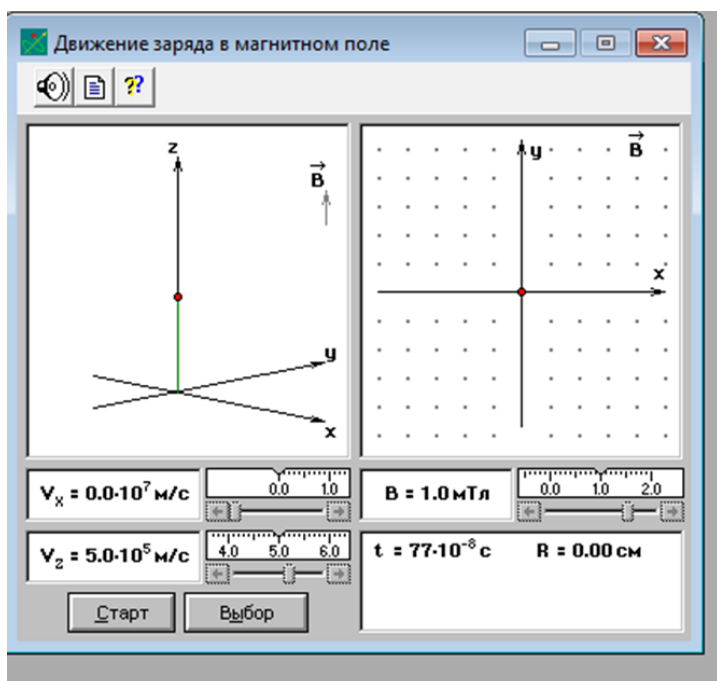 Движение заряда в магнитном поле
??
z
B
y
x
y
B
x
Vx = 0.0·10⁷ м/с
0.0 1.0
B = 1.0 мТл
0.0 1.0 2.0
Vz = 5.0·10⁵ м/с
4.0 5.0 6.0
t = 77·10⁻⁸ с R = 0.00 см
Старт Выбор